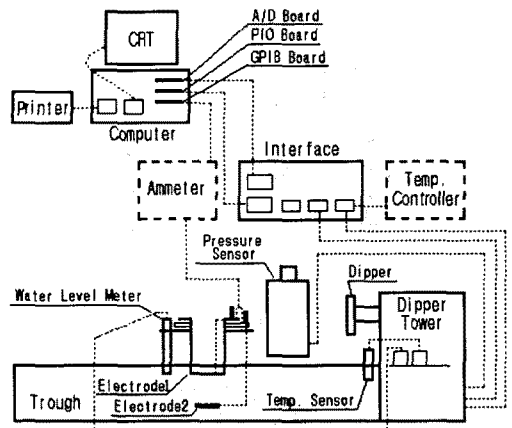 A/D Board
PIO Board
GPIB Board
CRT
Printer
Computer
Interface
Ammeter
Temp.
Controller
Pressure
Sensor
Dipper
Water Level Meter
Dipper
Tower
Electrode1
Trough
Electrode2
Temp. Sensor